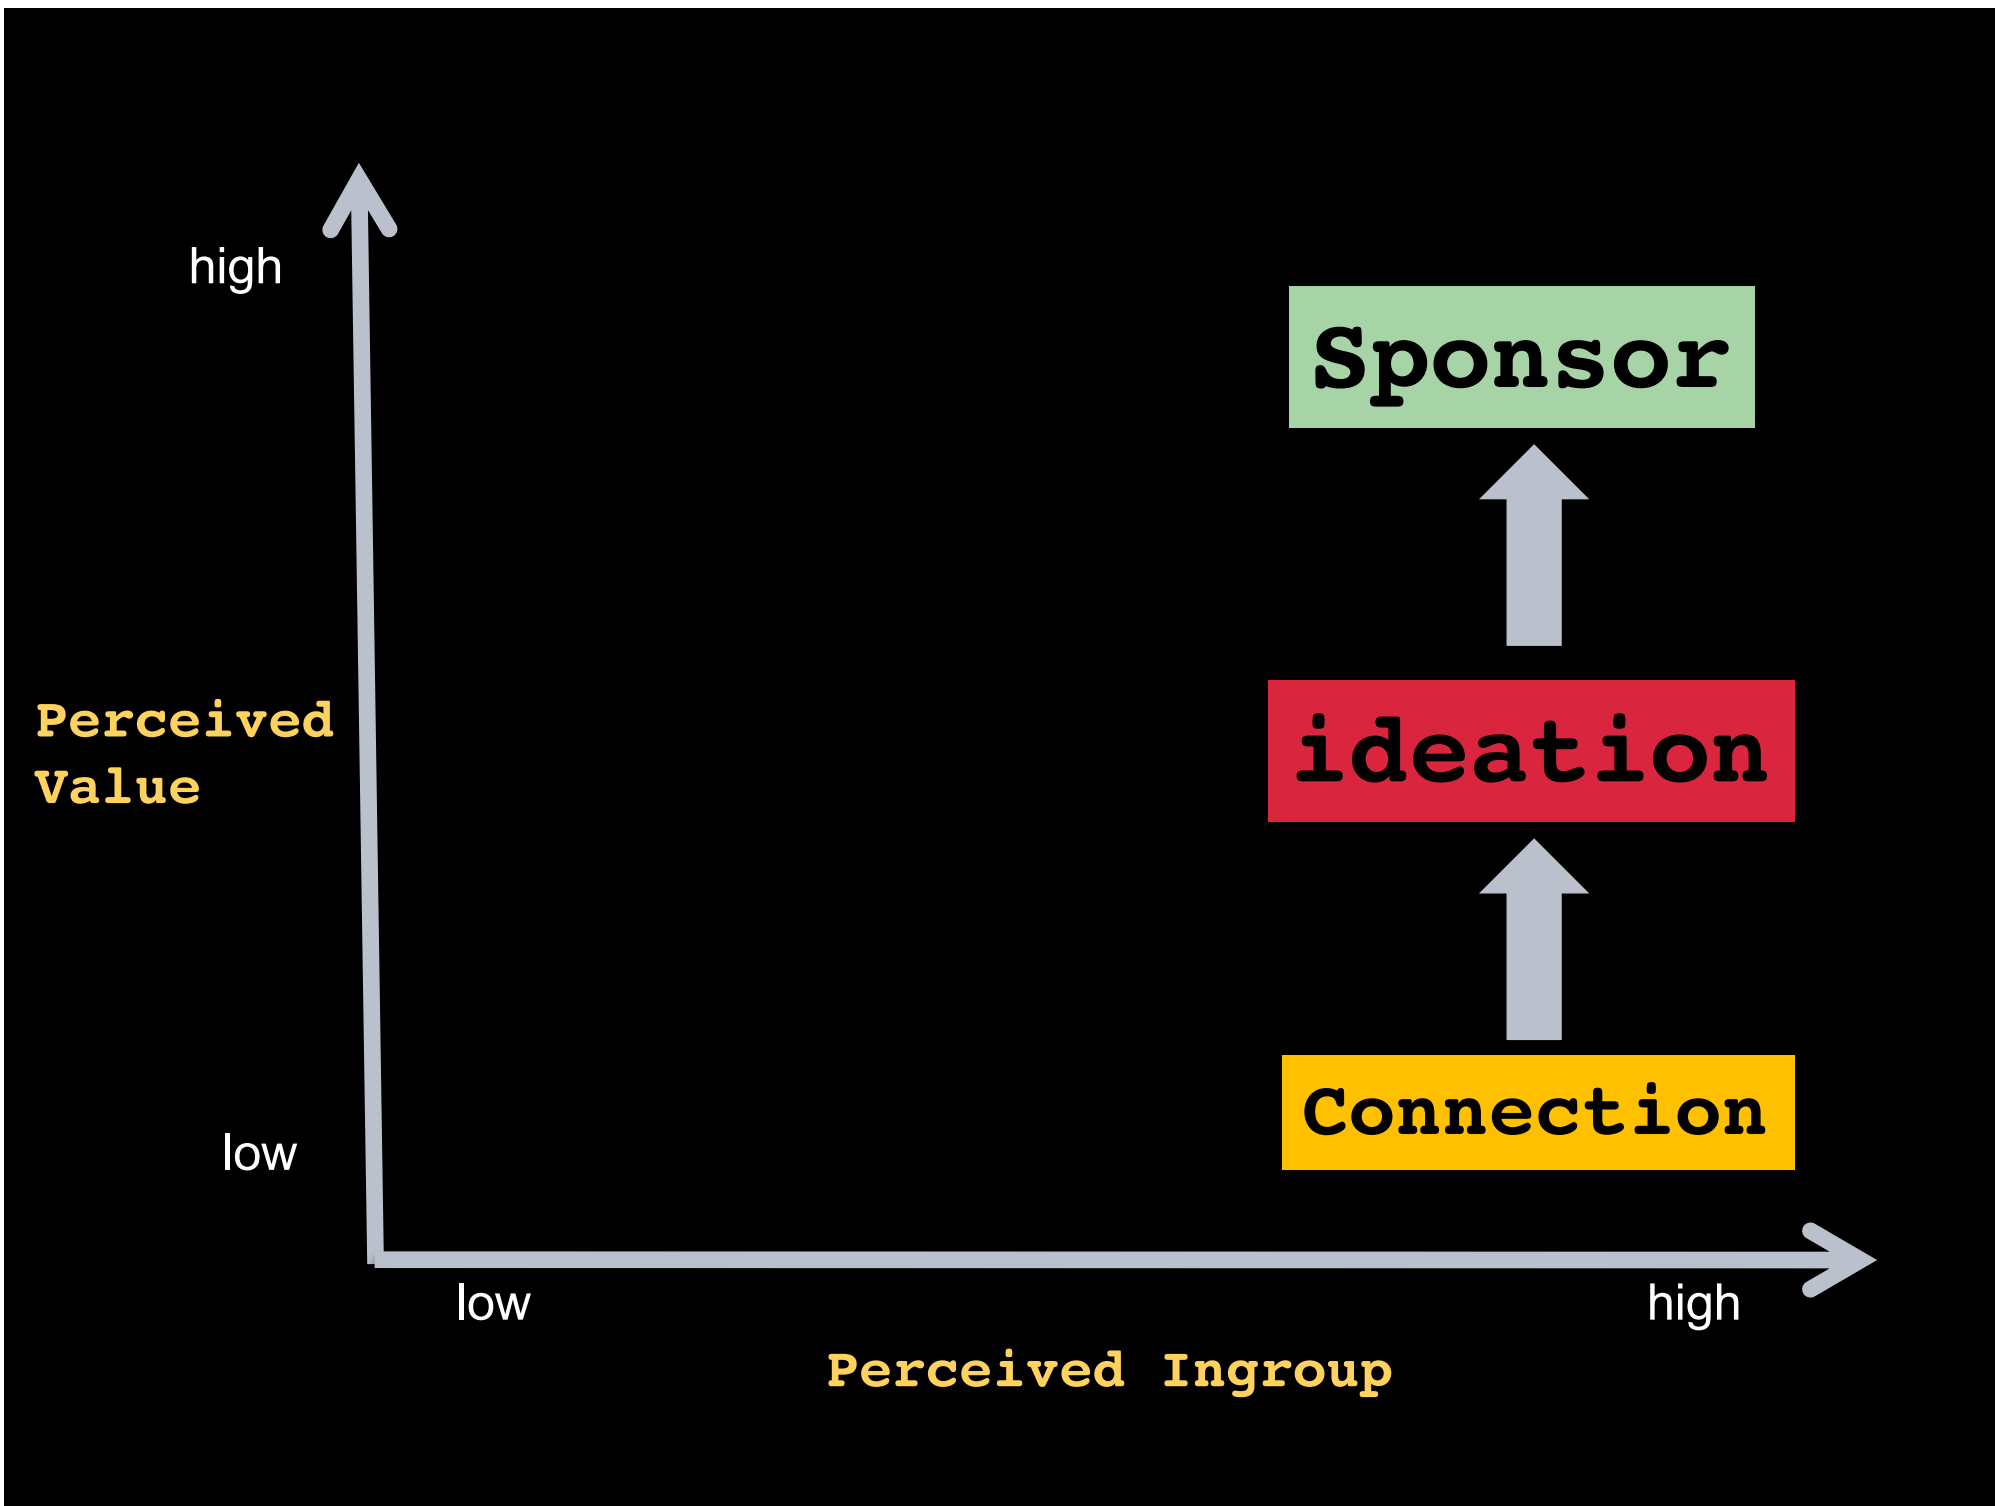 high
Sponsor
Perceived
Value
ideation
Connection
low
low
high
Perceived Ingroup